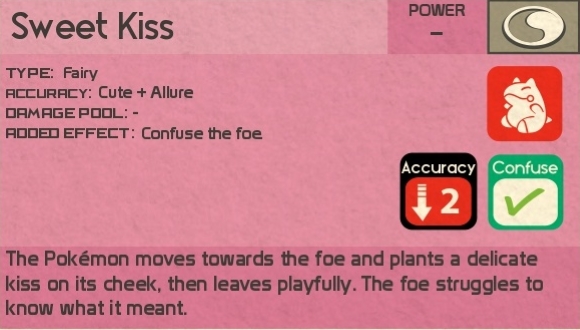 Sweet Kiss
POWER
–
TYPE: Fairy
ACCURACY: Cute + Allure
DAMAGE POOL: -
ADDED EFFECT: Confuse the foe.
Accuracy
2
Confuse
The Pokémon moves towards the foe and plants a delicate
kiss on its cheek, then leaves playfully. The foe struggles to
know what it meant.